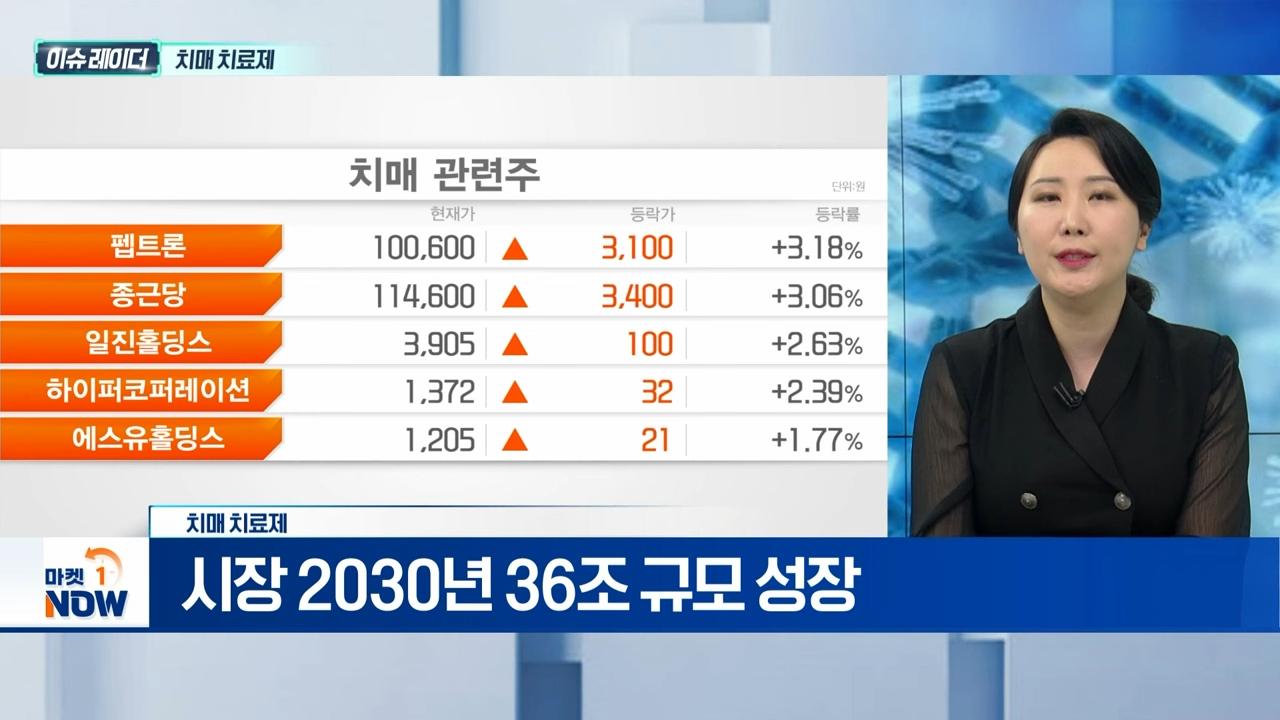 이슈 레이더 치매 치료제
치매 관련주
단위:원
현재가 등락가 등락률
펩트론 100,600 ▲ 3,100 +3.18%
종근당 114,600 ▲ 3,400 +3.06%
일진홀딩스 3,905 ▲ 100 +2.63%
하이퍼코퍼레이션 1,372 ▲ 32 +2.39%
에스유홀딩스 1,205 ▲ 21 +1.77%
치매 치료제
마켓 1
NOW
시장 2030년 36조 규모 성장